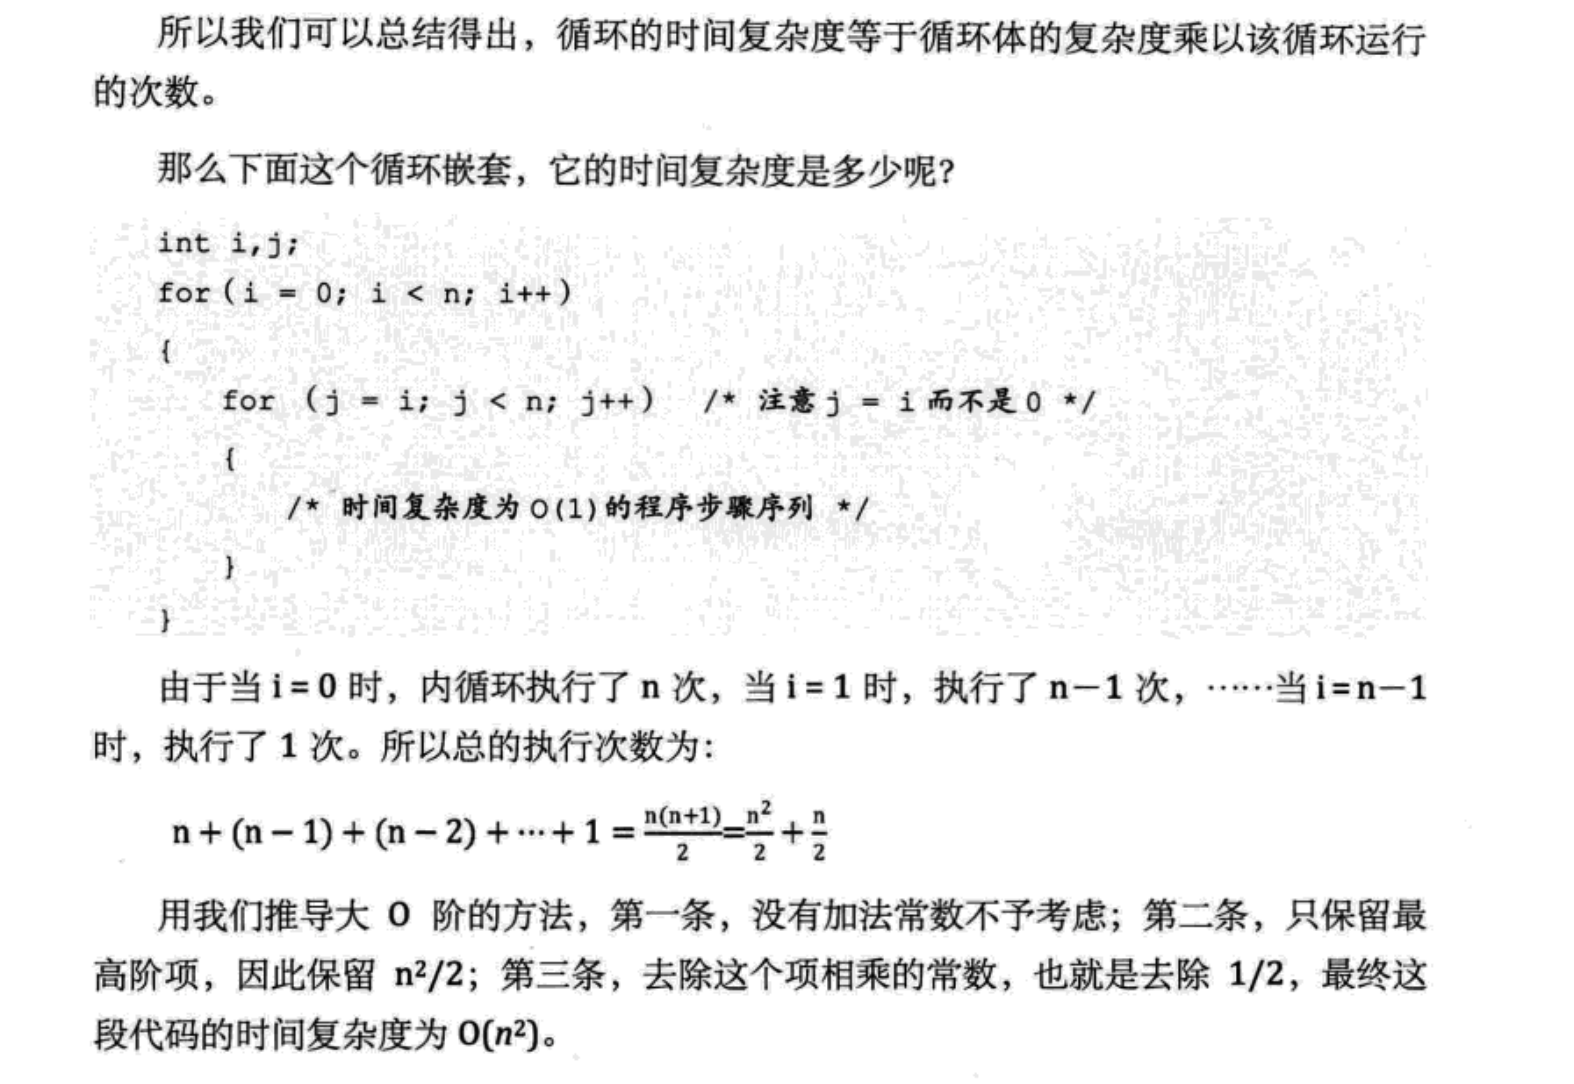 所以我们可以总结得出，循环的时间复杂度等于循环体的复杂度乘以该循环运行
的次数。
那么下面这个循环嵌套，它的时间复杂度是多少呢？
int i,j;
for(i = 0; i < n; i++)
{
for (j = i; j < n; j++) /* 注意 j = i 而不是 0 */
{
/* 时间复杂度为 O(1)的程序步骤序列 */
}
}
由于当 i = 0 时，内循环执行了 n 次，当 i = 1 时，执行了 n－1 次，……当 i=n－1
时，执行了 1 次。所以总的执行次数为：
n + (n − 1) + (n − 2) + ⋯ + 1 = n(n+1)/2 = n²/2 + n/2
用我们推导大 O 阶的方法，第一条，没有加法常数不予考虑；第二条，只保留最
高阶项，因此保留 n²/2；第三条，去除这个项相乘的常数，也就是去除 1/2，最终这
段代码的时间复杂度为 O(n²)。